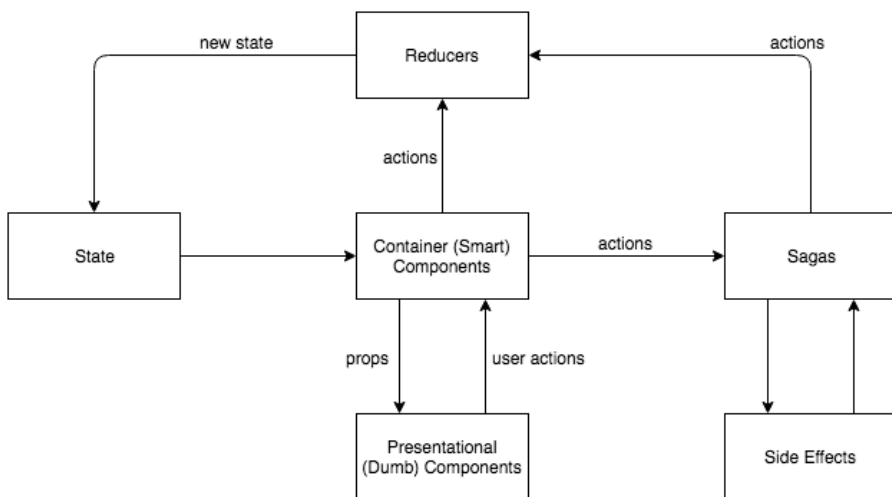 new state
Reducers
actions
actions
State
Container (Smart)
Components
actions
Sagas
props
user actions
Presentational
(Dumb) Components
Side Effects